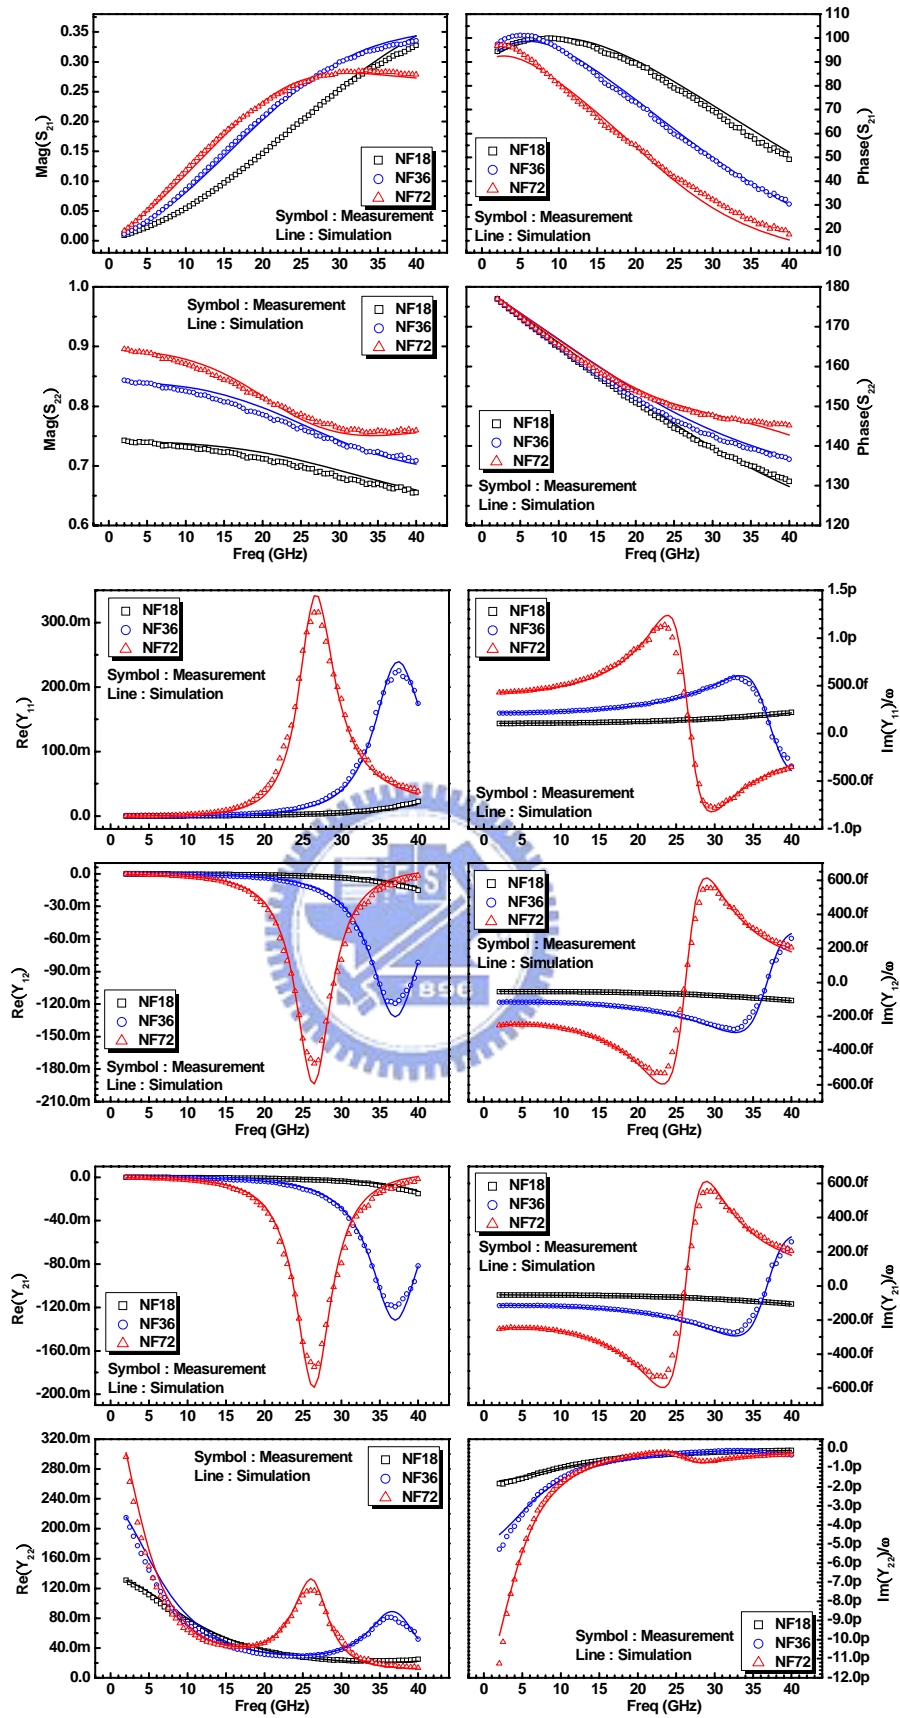 0.35
0.30
0.25
0.20
0.15
0.10
0.05
0.00
Mag(S21)
NF18
NF36
NF72
Symbol : Measurement
Line : Simulation
0 5 10 15 20 25 30 35 40
110
100
90
80
70
60
50
40
30
20
10
Phase(S21)
NF18
NF36
NF72
Symbol : Measurement
Line : Simulation
0 5 10 15 20 25 30 35 40
1.0
0.9
0.8
0.7
0.6
Mag(S22)
Symbol : Measurement
Line : Simulation
NF18
NF36
NF72
0 5 10 15 20 25 30 35 40
Freq (GHz)
180
170
160
150
140
130
120
Phase(S22)
NF18
NF36
NF72
Symbol : Measurement
Line : Simulation
0 5 10 15 20 25 30 35 40
Freq (GHz)
300.0m
200.0m
100.0m
0.0
Re(Y11)
NF18
NF36
NF72
Symbol : Measurement
Line : Simulation
0 5 10 15 20 25 30 35 40
1.5p
1.0p
500.0f
0.0
-500.0f
-1.0p
Im(Y11)/ω
NF18
NF36
NF72
Symbol : Measurement
Line : Simulation
0 5 10 15 20 25 30 35 40
0.0
-30.0m
-60.0m
-90.0m
-120.0m
-150.0m
-180.0m
-210.0m
Re(Y12)
NF18
NF36
NF72
Symbol : Measurement
Line : Simulation
0 5 10 15 20 25 30 35 40
Freq (GHz)
600.0f
400.0f
200.0f
0.0
-200.0f
-400.0f
-600.0f
Im(Y12)/ω
NF18
NF36
NF72
Symbol : Measurement
Line : Simulation
0 5 10 15 20 25 30 35 40
Freq (GHz)
0.0
-40.0m
-80.0m
-120.0m
-160.0m
-200.0m
Re(Y21)
NF18
NF36
NF72
Symbol : Measurement
Line : Simulation
0 5 10 15 20 25 30 35 40
600.0f
400.0f
200.0f
0.0
-200.0f
-400.0f
-600.0f
Im(Y21)/ω
NF18
NF36
NF72
Symbol : Measurement
Line : Simulation
0 5 10 15 20 25 30 35 40
320.0m
280.0m
240.0m
200.0m
160.0m
120.0m
80.0m
40.0m
0.0
Re(Y22)
Symbol : Measurement
Line : Simulation
NF18
NF36
NF72
0 5 10 15 20 25 30 35 40
Freq (GHz)
0.0
-1.0p
-2.0p
-3.0p
-4.0p
-5.0p
-6.0p
-7.0p
-8.0p
-9.0p
-10.0p
-11.0p
-12.0p
Im(Y22)/ω
Symbol : Measurement
Line : Simulation
NF18
NF36
NF72
0 5 10 15 20 25 30 35 40
Freq (GHz)